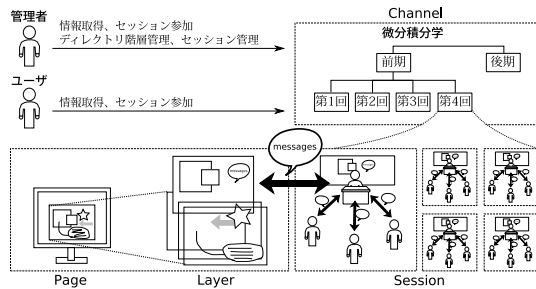 管理者
情報取得、セッション参加
ディレクトリ階層管理、セッション管理
ユーザ
情報取得、セッション参加
Channel
微分積分学
前期
後期
第1回
第2回
第3回
第4回
messages
Page
Layer
Session